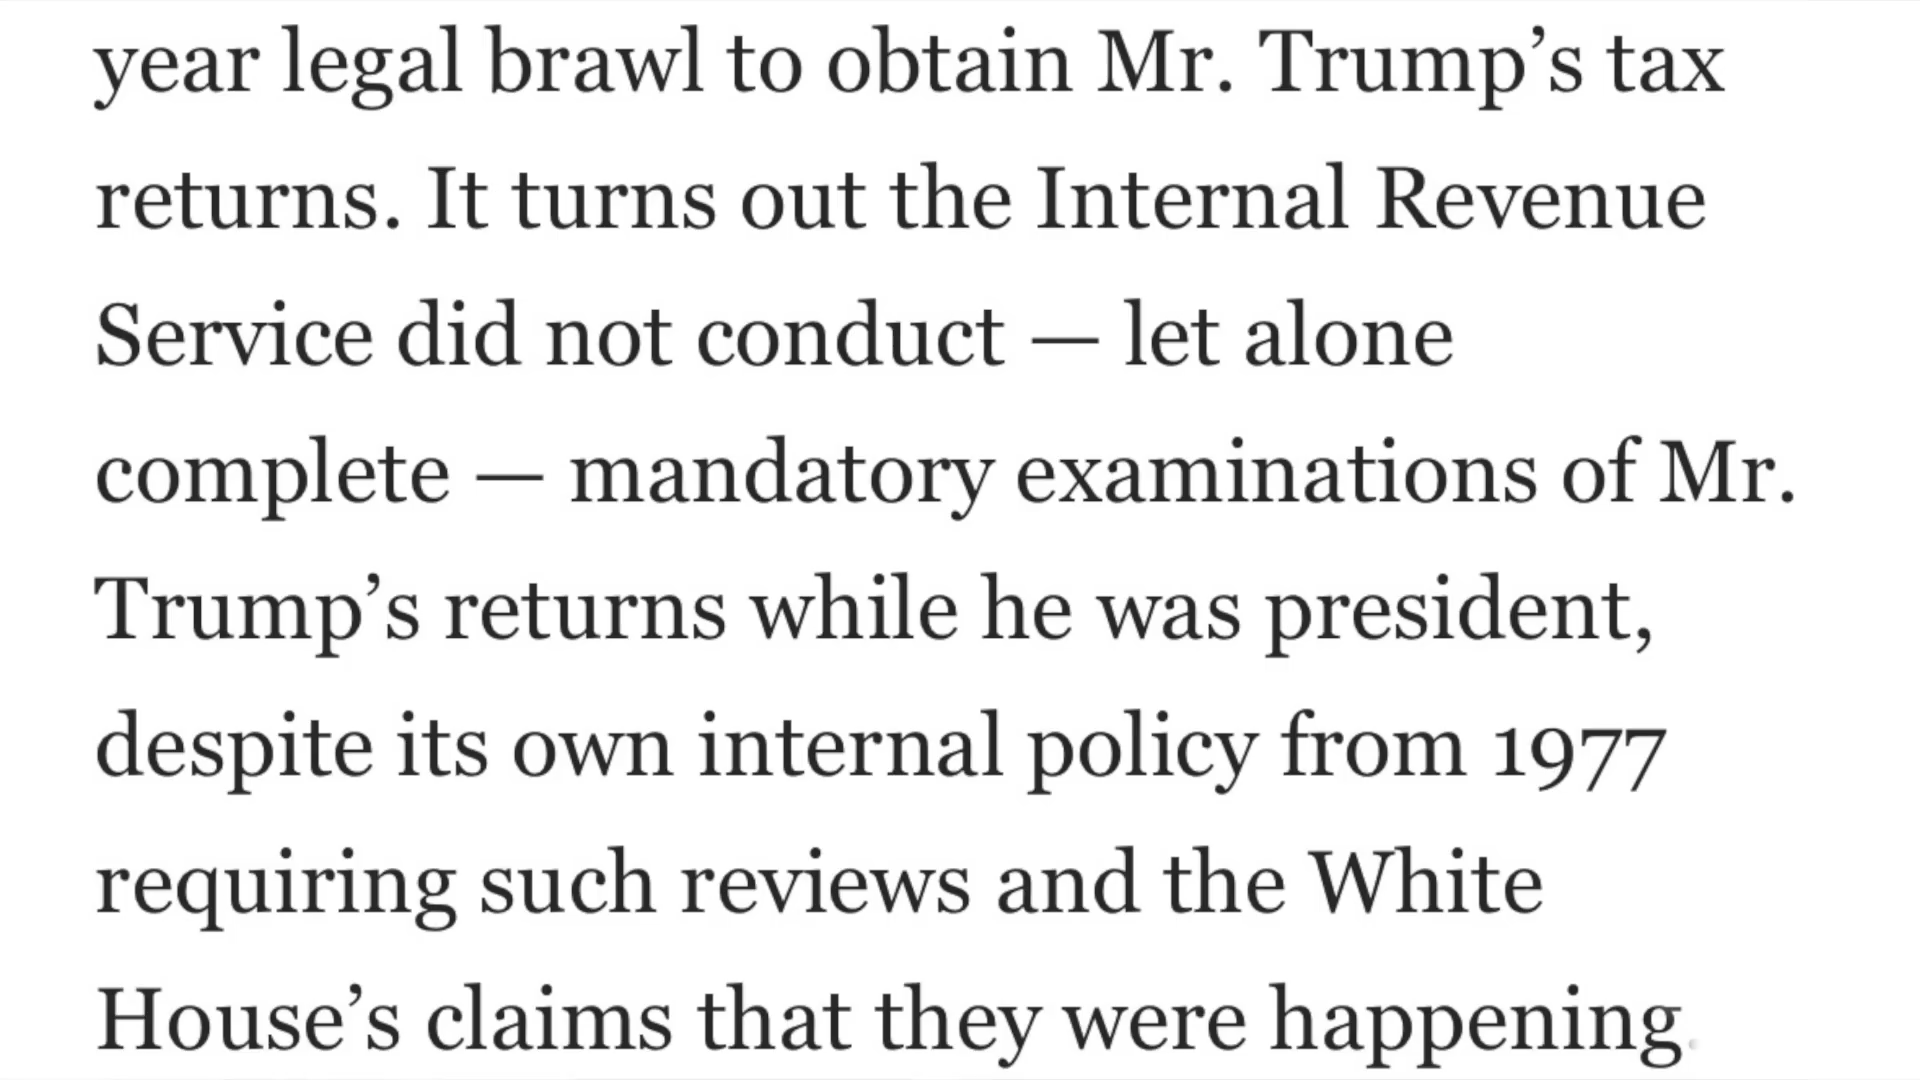 year legal brawl to obtain Mr. Trump’s tax
returns. It turns out the Internal Revenue
Service did not conduct — let alone
complete — mandatory examinations of Mr.
Trump’s returns while he was president,
despite its own internal policy from 1977
requiring such reviews and the White
House’s claims that they were happening.